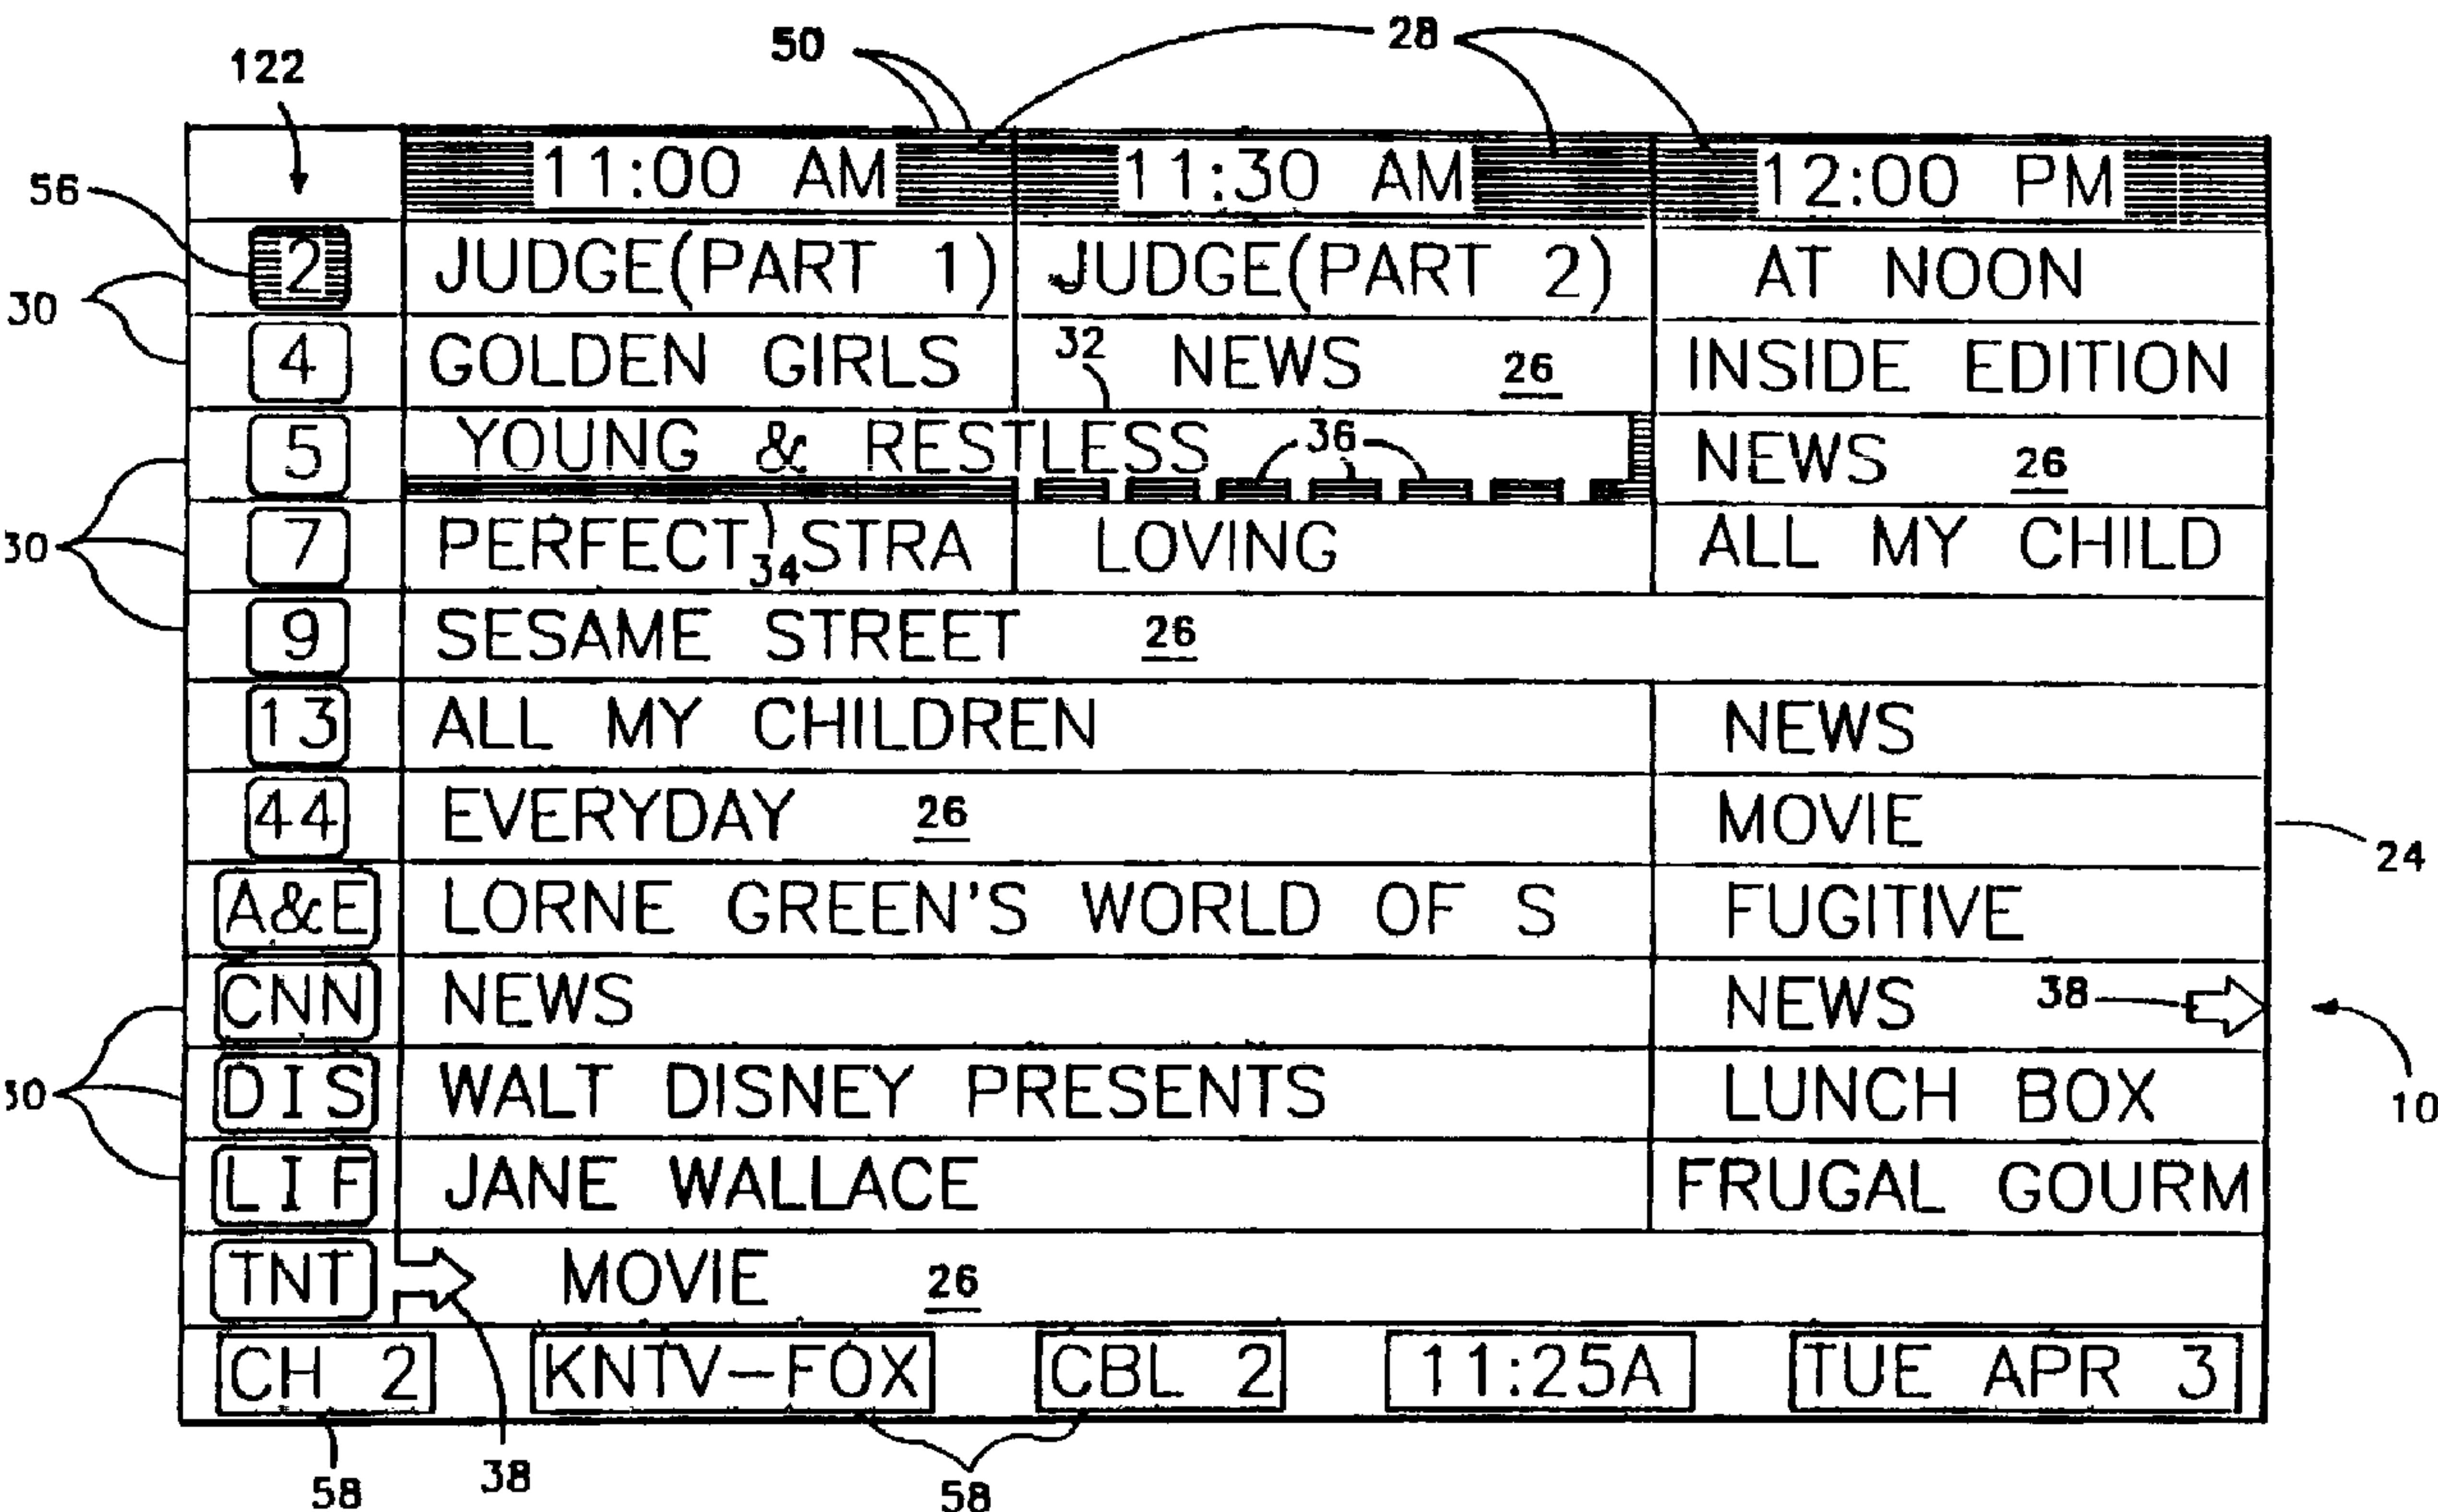 50 28
122
11:00 AM 11:30 AM 12:00 PM
56
2 JUDGE(PART 1) JUDGE(PART 2) AT NOON
30
4 GOLDEN GIRLS 32 NEWS 26 INSIDE EDITION
5 YOUNG & RESTLESS 36 NEWS 26
30 7 PERFECT STRA LOVING ALL MY CHILD
34
9 SESAME STREET 26
13 ALL MY CHILDREN NEWS
44 EVERYDAY 26 MOVIE
24
A&E LORNE GREEN'S WORLD OF S FUGITIVE
CNN NEWS NEWS 38
30 DIS WALT DISNEY PRESENTS LUNCH BOX 10
LIF JANE WALLACE FRUGAL GOURM
TNT MOVIE 26
CH 2 KNTV-FOX CBL 2 11:25A TUE APR 3
58 38 58